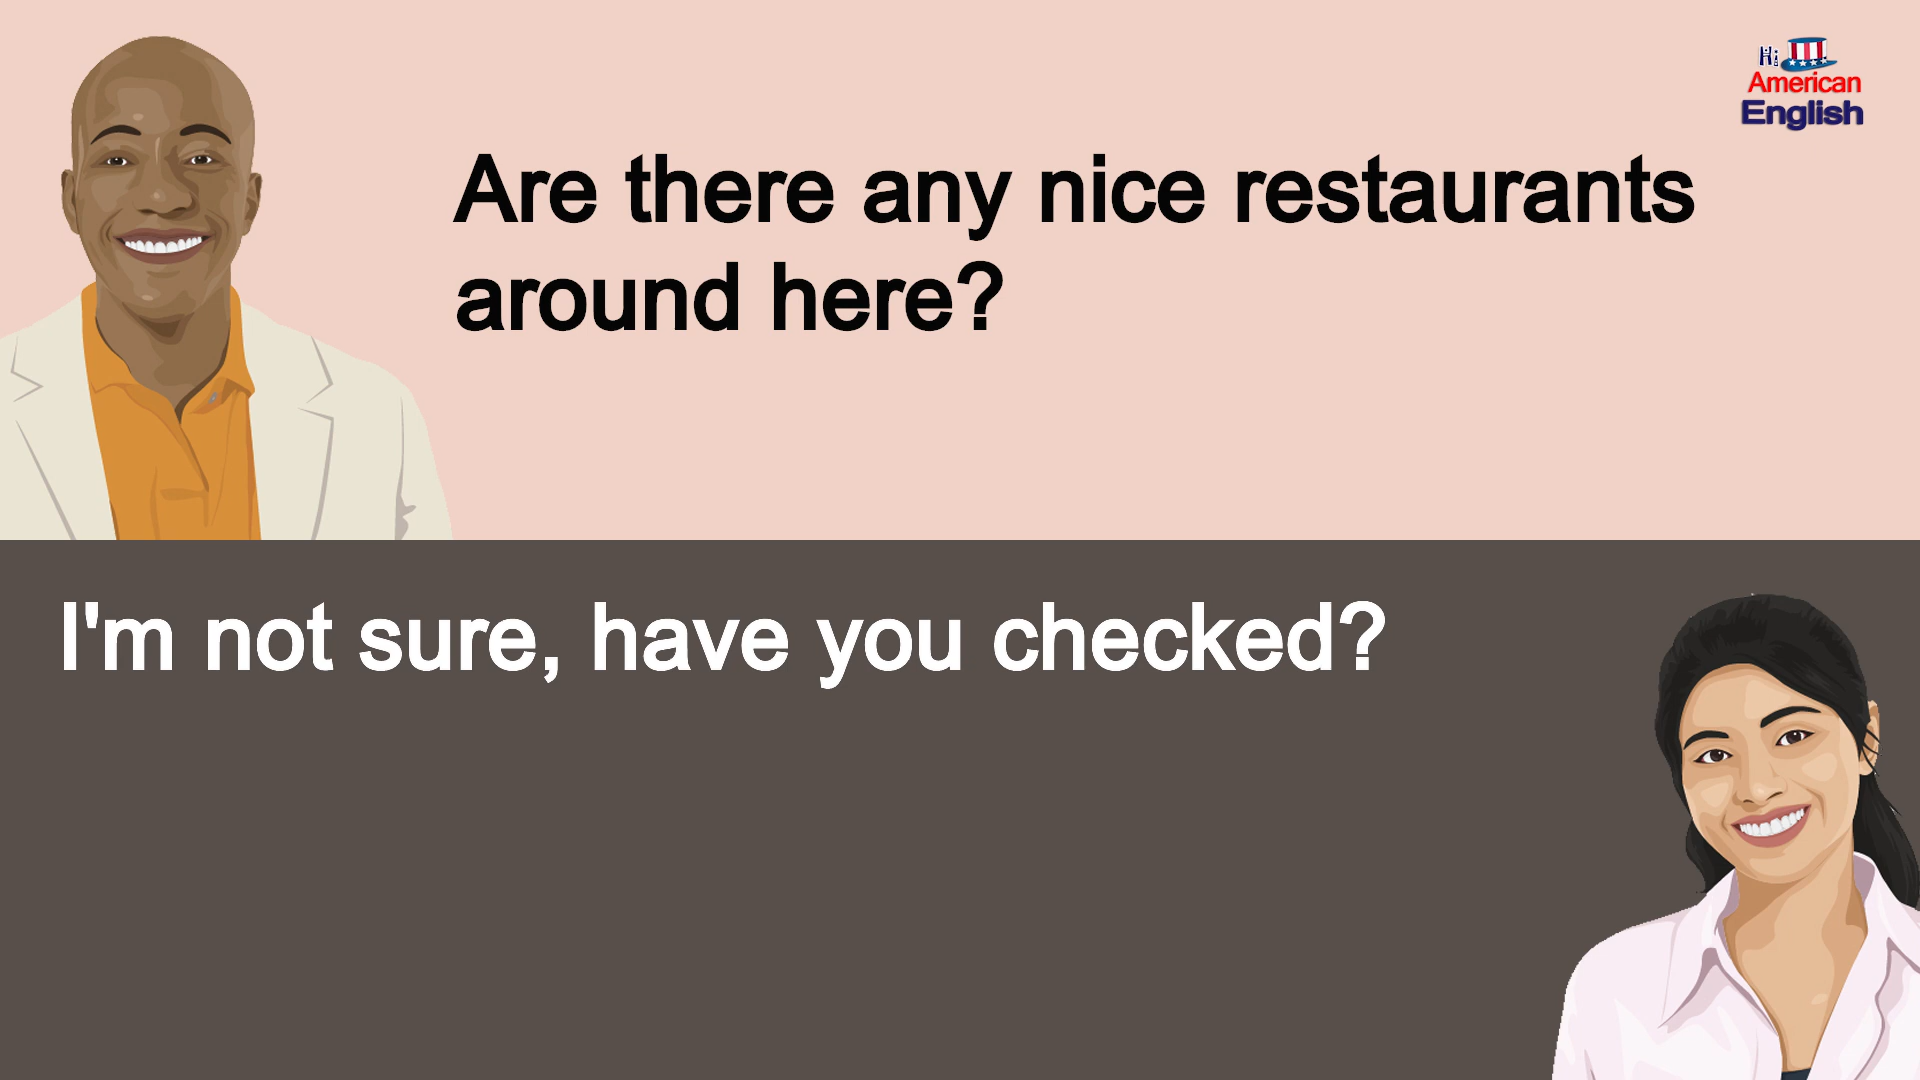 Hi
American
English
Are there any nice restaurants
around here?
I'm not sure, have you checked?